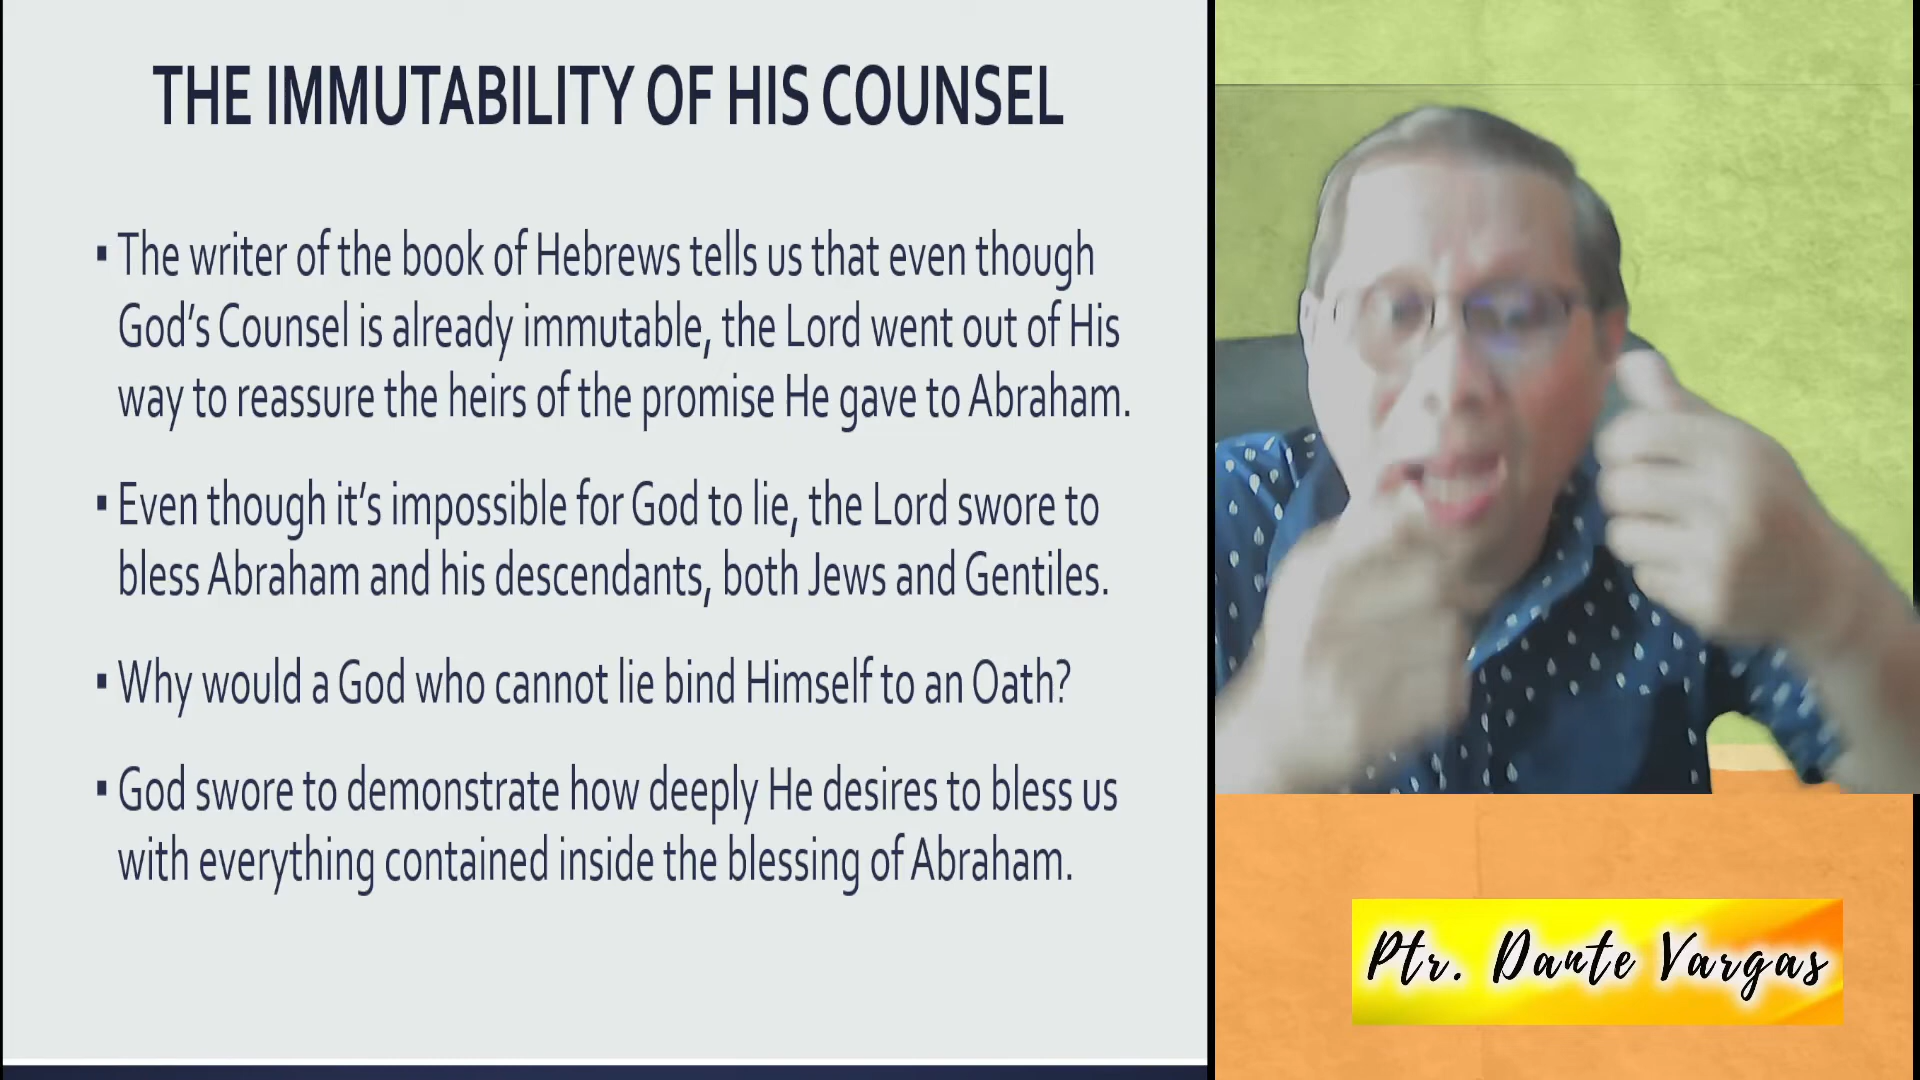 THE IMMUTABILITY OF HIS COUNSEL
▪ The writer of the book of Hebrews tells us that even though
God’s Counsel is already immutable, the Lord went out of His
way to reassure the heirs of the promise He gave to Abraham.
▪ Even though it’s impossible for God to lie, the Lord swore to
bless Abraham and his descendants, both Jews and Gentiles.
▪ Why would a God who cannot lie bind Himself to an Oath?
▪ God swore to demonstrate how deeply He desires to bless us
with everything contained inside the blessing of Abraham.
Ptr. Dante Vargas